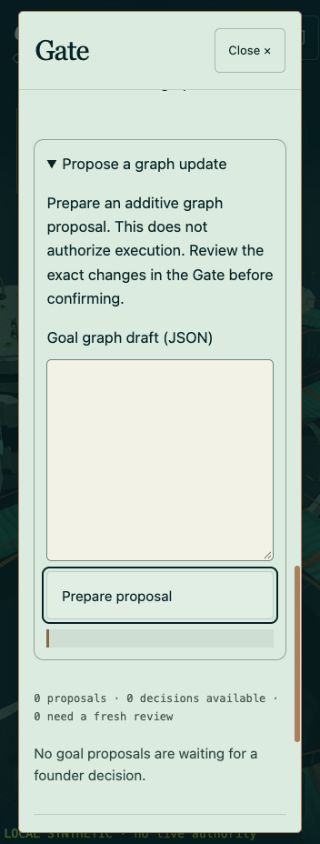 Gate
Close ×
▼ Propose a graph update
Prepare an additive graph
proposal. This does not
authorize execution. Review the
exact changes in the Gate before
confirming.
Goal graph draft (JSON)
Prepare proposal
0 proposals · 0 decisions available ·
0 need a fresh review
No goal proposals are waiting for a
founder decision.
LOCAL SYNTHETIC · no live authority